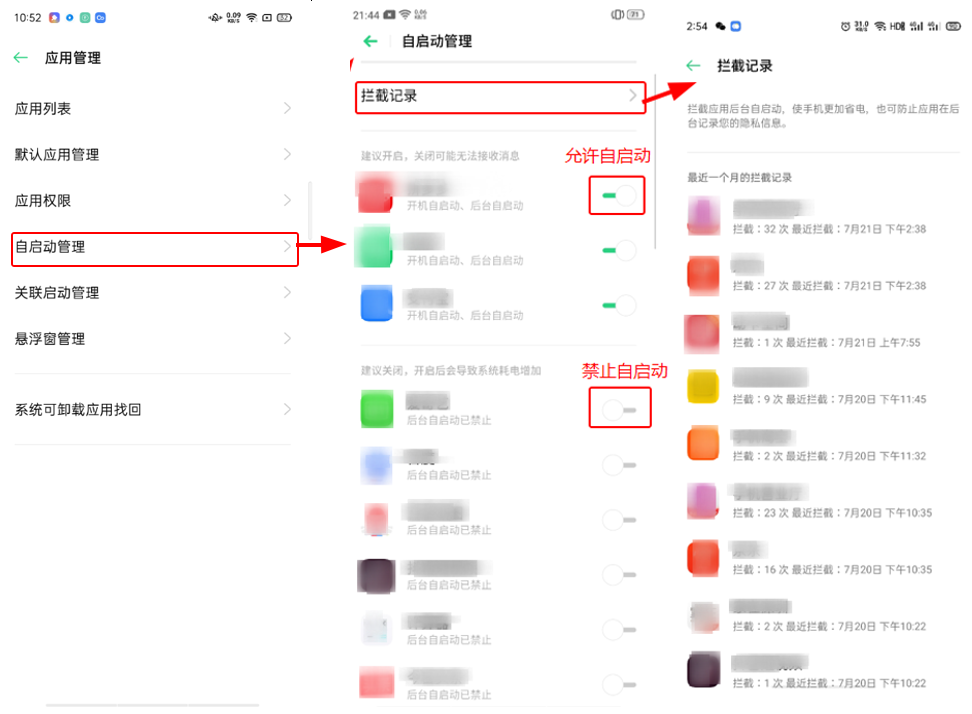 10:52
0.09
KB/S
52
应用管理
应用列表
默认应用管理
应用权限
自启动管理
关联启动管理
悬浮窗管理
系统可卸载应用找回
21:44
0.06
KB/S
71
自启动管理
拦截记录
建议开启，关闭可能无法接收消息
允许自启动
开机自启动、后台自启动
开机自启动、后台自启动
开机自启动、后台自启动
建议关闭，开启后会导致系统耗电增加
禁止自启动
后台自启动已禁止
后台自启动已禁止
后台自启动已禁止
后台自启动已禁止
后台自启动已禁止
后台自启动已禁止
2:54
31.0
KB/S
HD
拦截记录
拦截应用后台自启动，使手机更加省电，也可防止应用在后
台记录您的隐私信息。
最近一个月的拦截记录
拦截：32 次 最近拦截：7月21日 下午2:38
拦截：27 次 最近拦截：7月21日 下午2:38
拦截：1 次 最近拦截：7月21日 上午7:55
拦截：9 次 最近拦截：7月20日 下午11:45
拦截：2 次 最近拦截：7月20日 下午11:32
拦截：23 次 最近拦截：7月20日 下午10:35
拦截：16 次 最近拦截：7月20日 下午10:35
拦截：2 次 最近拦截：7月20日 下午10:22
拦截：1 次 最近拦截：7月20日 下午10:22